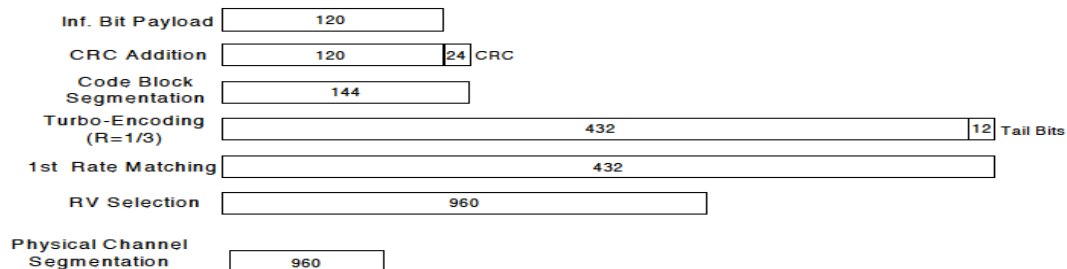 Inf. Bit Payload 120
CRC Addition 120 24 CRC
Code Block
Segmentation 144
Turbo-Encoding
(R=1/3) 432 12 Tail Bits
1st Rate Matching 432
RV Selection 960
Physical Channel
Segmentation 960